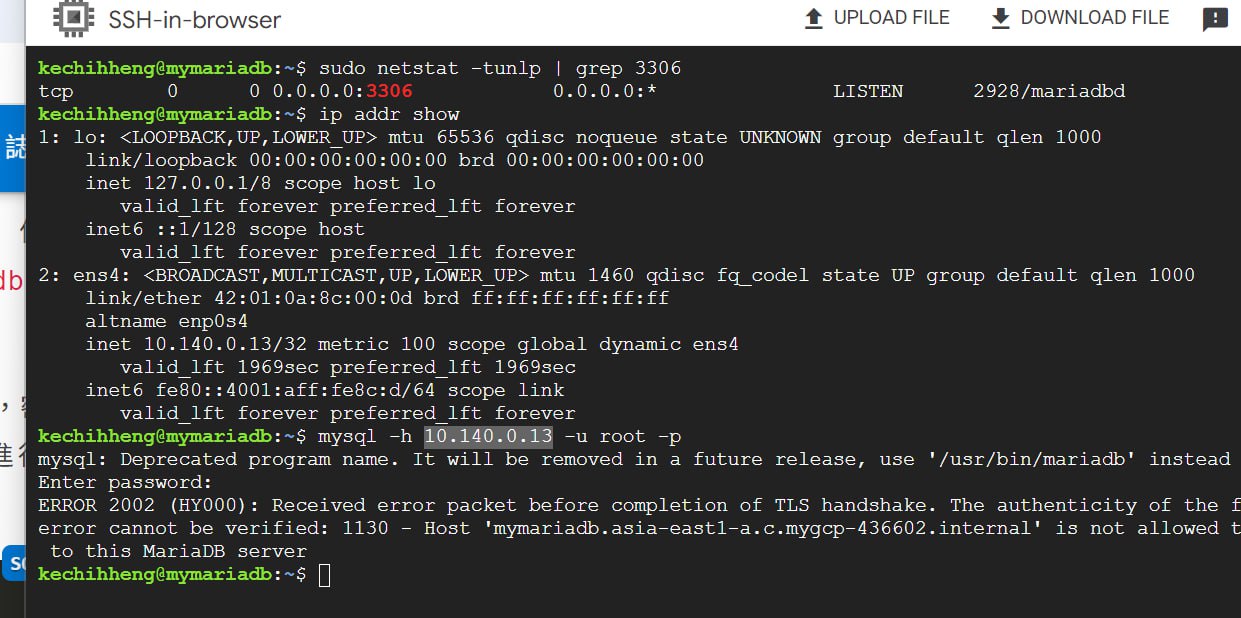 SSH-in-browser
UPLOAD FILE
DOWNLOAD FILE
kechihheng@mymariadb:~$ sudo netstat -tunlp | grep 3306
tcp        0      0 0.0.0.0:3306            0.0.0.0:*               LISTEN      2928/mariadbd
kechihheng@mymariadb:~$ ip addr show
1: lo: <LOOPBACK,UP,LOWER_UP> mtu 65536 qdisc noqueue state UNKNOWN group default qlen 1000
    link/loopback 00:00:00:00:00:00 brd 00:00:00:00:00:00
    inet 127.0.0.1/8 scope host lo
       valid_lft forever preferred_lft forever
    inet6 ::1/128 scope host
       valid_lft forever preferred_lft forever
2: ens4: <BROADCAST,MULTICAST,UP,LOWER_UP> mtu 1460 qdisc fq_codel state UP group default qlen 1000
    link/ether 42:01:0a:8c:00:0d brd ff:ff:ff:ff:ff:ff
    altname enp0s4
    inet 10.140.0.13/32 metric 100 scope global dynamic ens4
       valid_lft 1969sec preferred_lft 1969sec
    inet6 fe80::4001:aff:fe8c:d/64 scope link
       valid_lft forever preferred_lft forever
kechihheng@mymariadb:~$ mysql -h 10.140.0.13 -u root -p
mysql: Deprecated program name. It will be removed in a future release, use '/usr/bin/mariadb' instead
Enter password:
ERROR 2002 (HY000): Received error packet before completion of TLS handshake. The authenticity of the f
error cannot be verified: 1130 - Host 'mymariadb.asia-east1-a.c.mygcp-436602.internal' is not allowed t
 to this MariaDB server
kechihheng@mymariadb:~$
誌
db